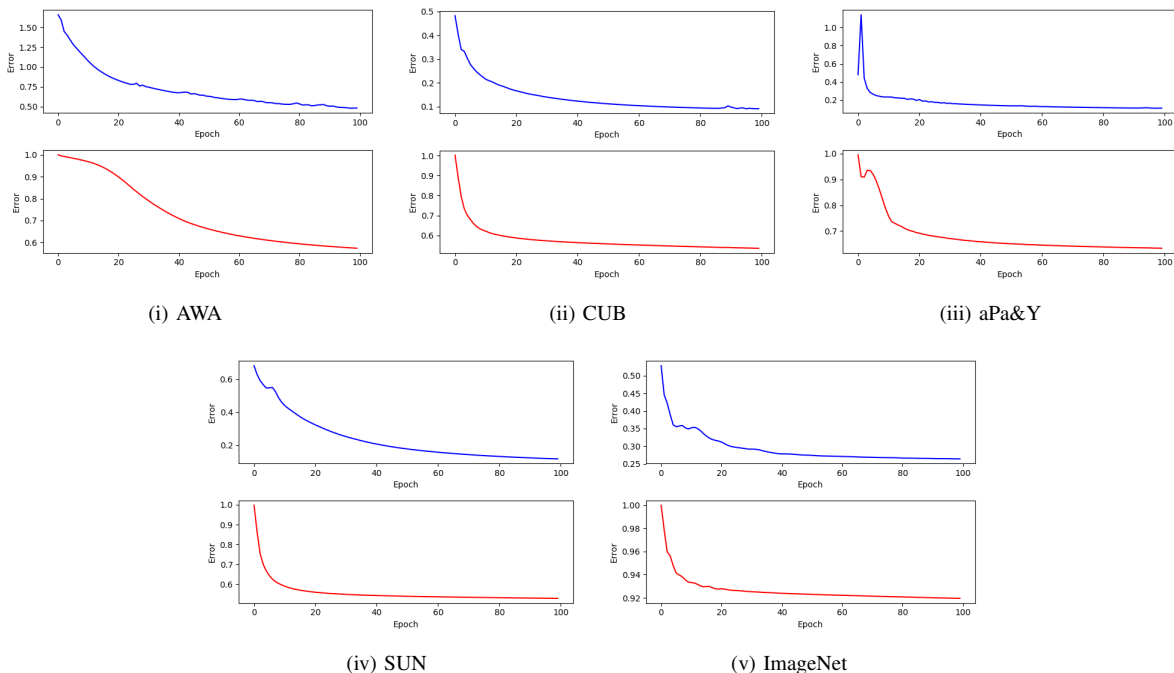 1.50
1.25
1.00
0.75
0.50
Error
0 20 40 60 80 100
Epoch
1.0
0.9
0.8
0.7
0.6
Error
0 20 40 60 80 100
Epoch
(i) AWA
0.5
0.4
0.3
0.2
0.1
Error
0 20 40 60 80 100
Epoch
1.0
0.9
0.8
0.7
0.6
Error
0 20 40 60 80 100
Epoch
(ii) CUB
1.0
0.8
0.6
0.4
0.2
Error
0 20 40 60 80 100
Epoch
1.0
0.9
0.8
0.7
Error
0 20 40 60 80 100
Epoch
(iii) aPa&Y
0.6
0.4
0.2
Error
0 20 40 60 80 100
Epoch
1.0
0.9
0.8
0.7
0.6
Error
0 20 40 60 80 100
Epoch
(iv) SUN
0.50
0.45
0.40
0.35
0.30
0.25
Error
0 20 40 60 80 100
Epoch
1.00
0.98
0.96
0.94
0.92
Error
0 20 40 60 80 100
Epoch
(v) ImageNet